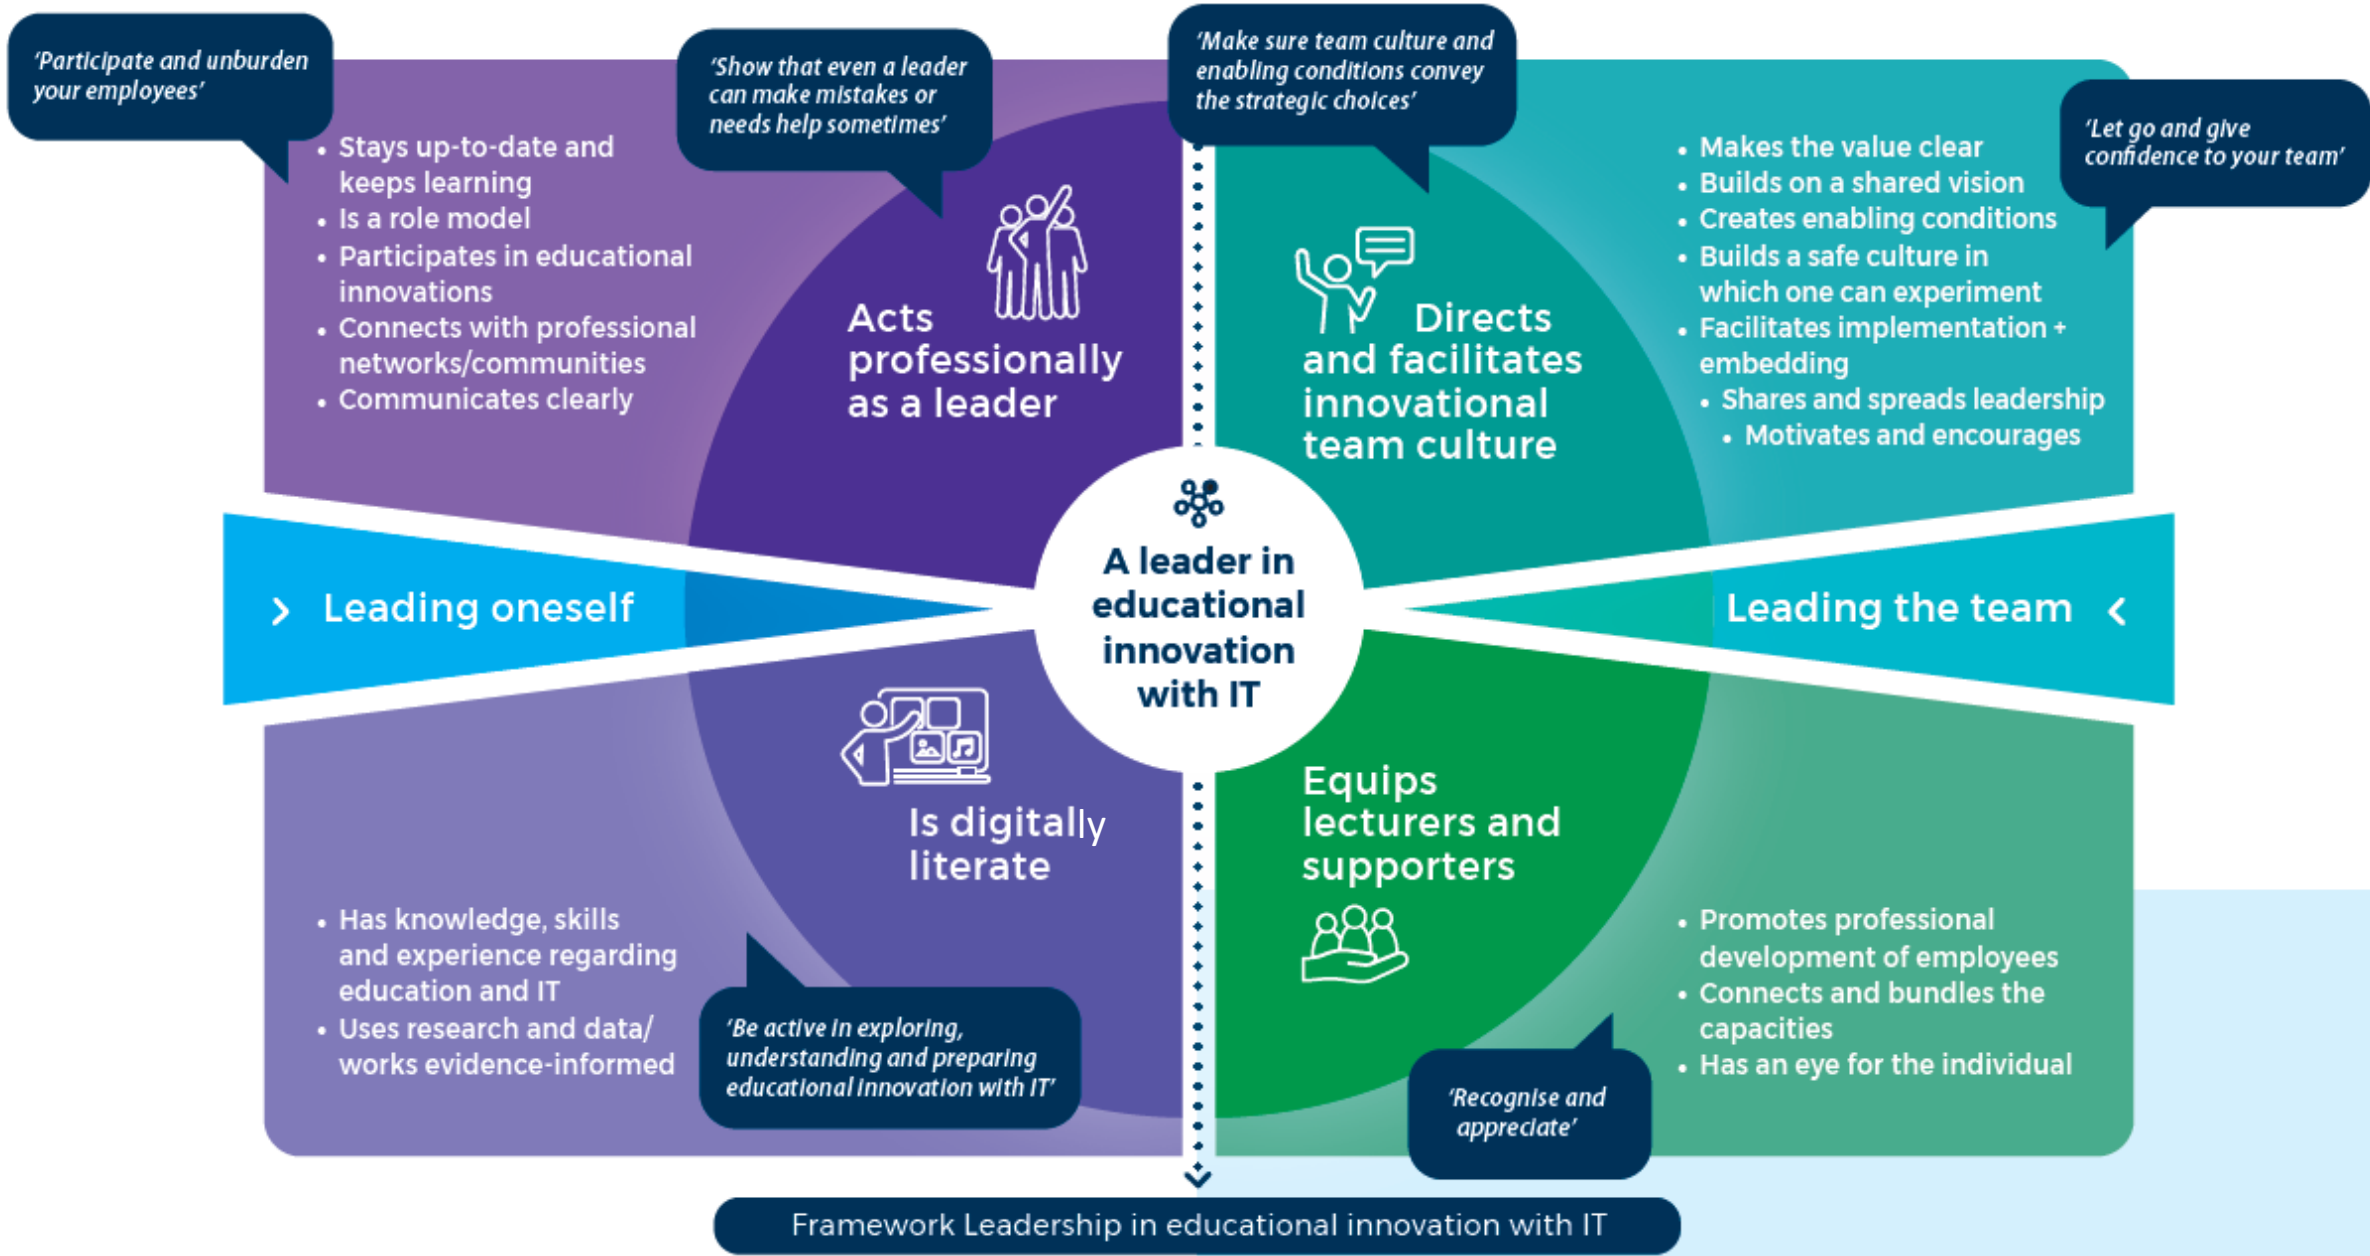 'Participate and unburden
your employees'
'Show that even a leader
can make mistakes or
needs help sometimes'
'Make sure team culture and
enabling conditions convey
the strategic choices'
'Let go and give
confidence to your team'
• Stays up-to-date and
keeps learning
• Is a role model
• Participates in educational
innovations
• Connects with professional
networks/communities
• Communicates clearly
Acts
professionally
as a leader
Directs
and facilitates
innovational
team culture
• Makes the value clear
• Builds on a shared vision
• Creates enabling conditions
• Builds a safe culture in
which one can experiment
• Facilitates implementation +
embedding
• Shares and spreads leadership
• Motivates and encourages
› Leading oneself
A leader in
educational
innovation
with IT
Leading the team ‹
Is digitally
literate
Equips
lecturers and
supporters
• Has knowledge, skills
and experience regarding
education and IT
• Uses research and data/
works evidence-informed
'Be active in exploring,
understanding and preparing
educational innovation with IT'
'Recognise and
appreciate'
• Promotes professional
development of employees
• Connects and bundles the
capacities
• Has an eye for the individual
Framework Leadership in educational innovation with IT